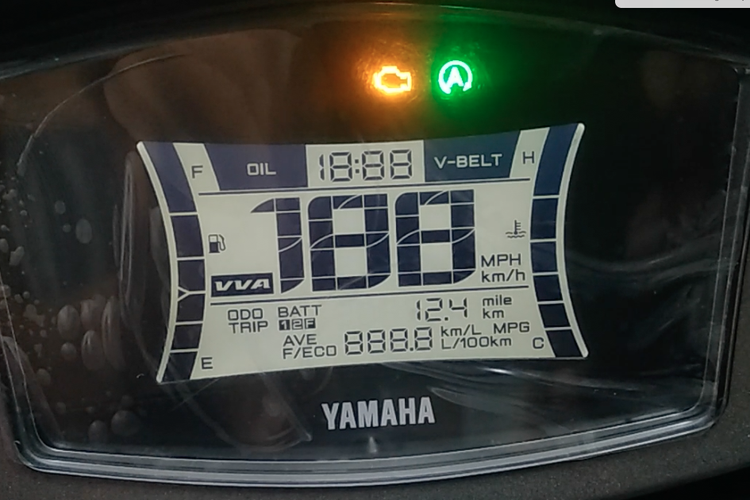 A
F OIL 18:88 V-BELT H
188
MPH
km/h
VVA
ODO BATT 12.4 mile
TRIP 12F km
AVE 888.8 km/L MPG
F/ECO L/100km
E C
YAMAHA